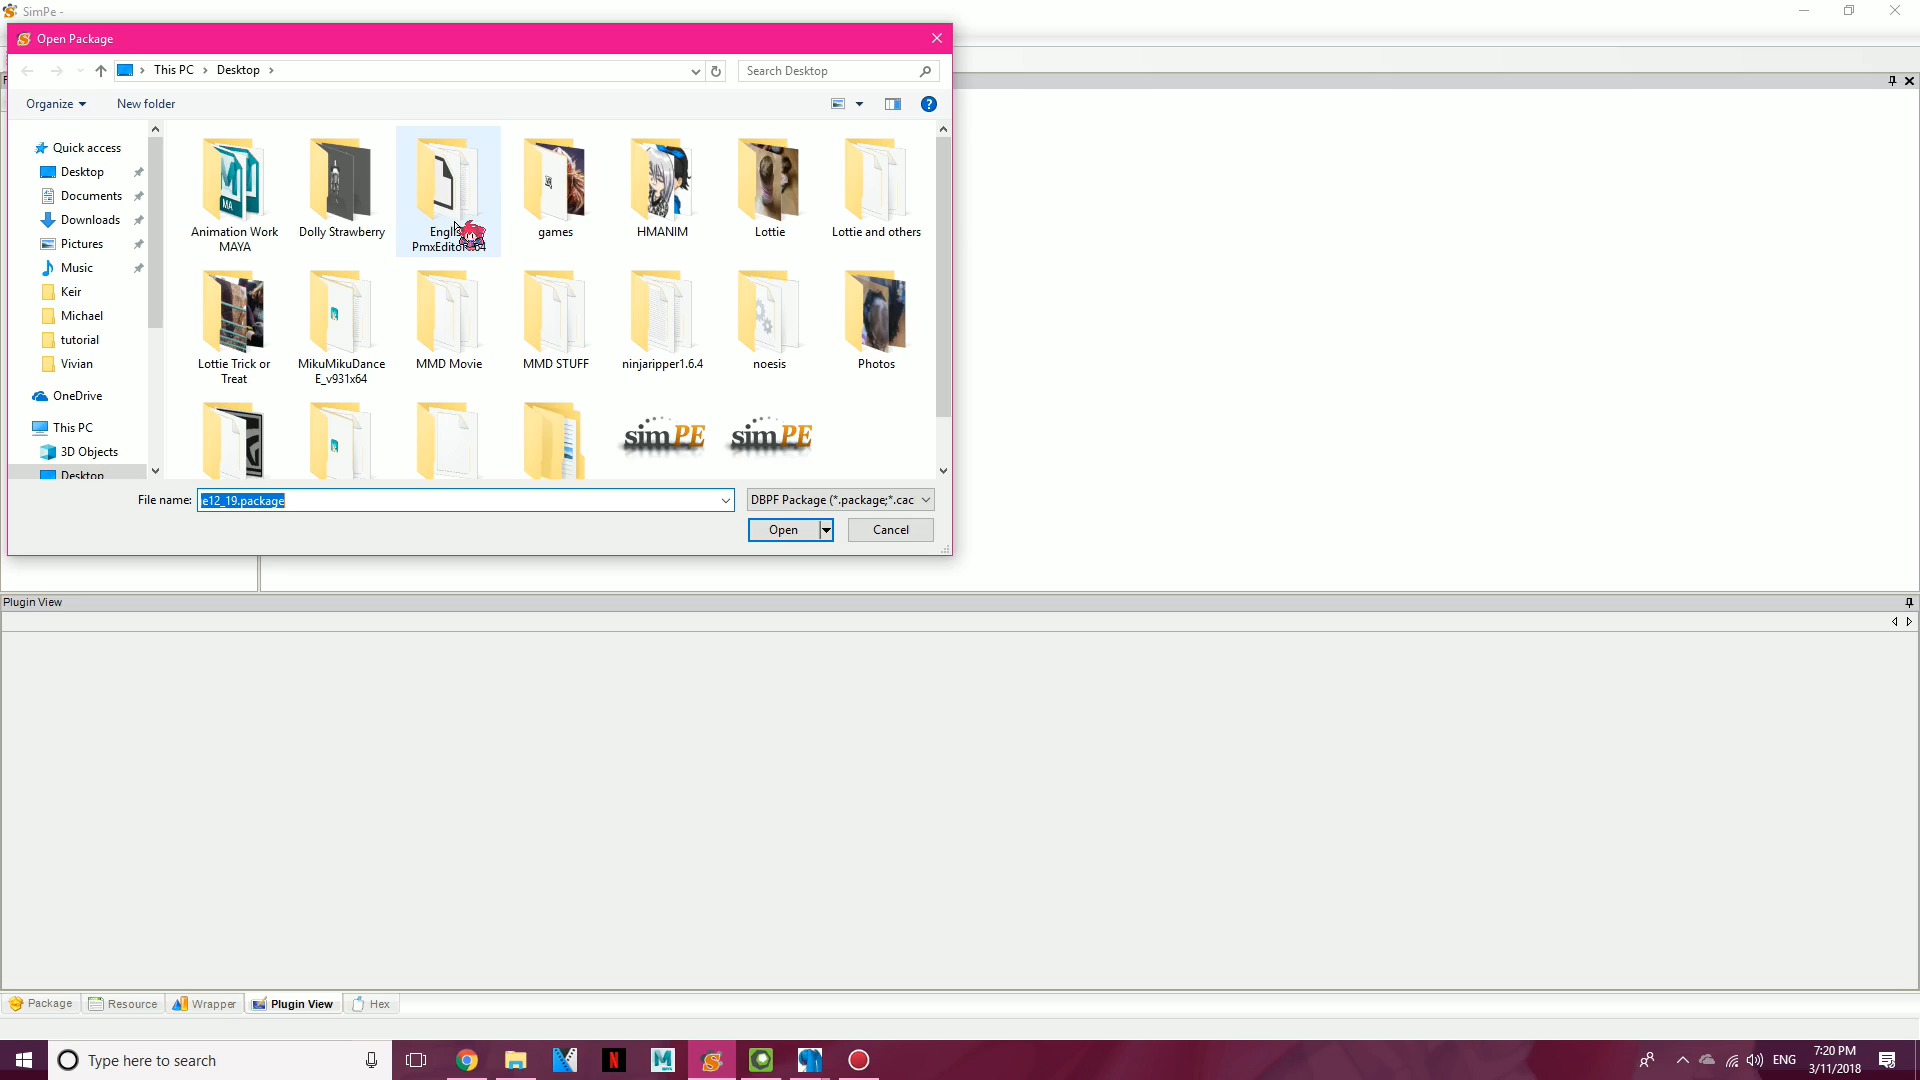 SimPe -
Open Package
This PC
Desktop
Search Desktop
Organize
New folder
Quick access
Desktop
Documents
Downloads
Pictures
Music
Keir
Michael
tutorial
Vivian
OneDrive
This PC
3D Objects
Desktop
Animation Work
MAYA
Dolly Strawberry
games
HMANIM
Lottie
Lottie and others
Lottie Trick or
Treat
MikuMikuDance
E_v931x64
MMD Movie
MMD STUFF
ninjaripper1.6.4
noesis
Photos
simPE
simPE
File name:
e12_19.package
DBPF Package (*.package;*.cac
Open
Cancel
Plugin View
Package
Resource
Wrapper
Plugin View
Hex
Type here to search
ENG
7:20 PM
3/11/2018